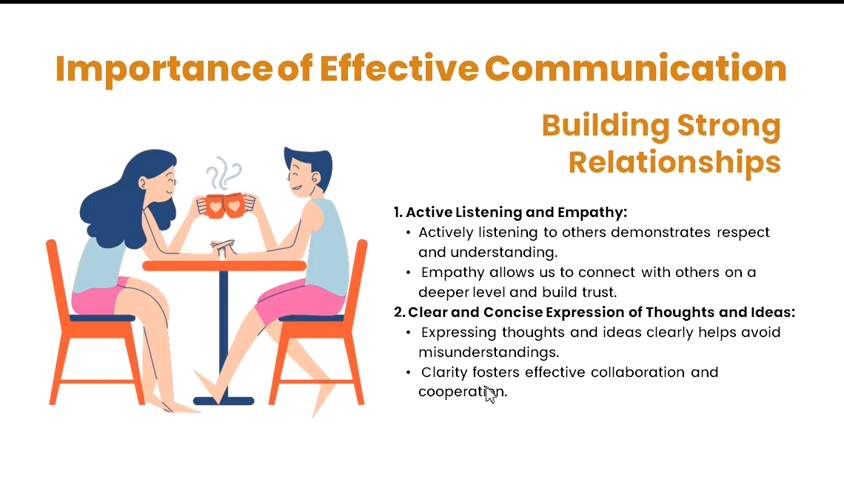 Importance of Effective Communication
Building Strong
Relationships
1. Active Listening and Empathy:
• Actively listening to others demonstrates respect
and understanding.
• Empathy allows us to connect with others on a
deeper level and build trust.
2. Clear and Concise Expression of Thoughts and Ideas:
• Expressing thoughts and ideas clearly helps avoid
misunderstandings.
• Clarity fosters effective collaboration and
cooperation.